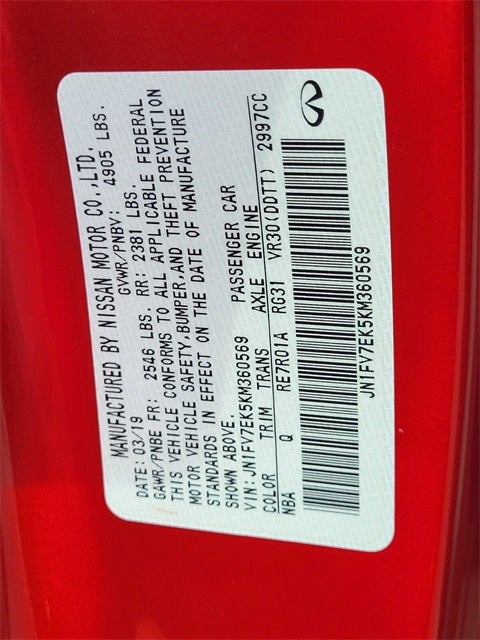 MANUFACTURED BY NISSAN MOTOR CO.,LTD.
DATE: 03/19 GVWR/PNBV: 4905 LBS.
GAWR/PNBE FR: 2546 LBS. RR: 2381 LBS.
THIS VEHICLE CONFORMS TO ALL APPLICABLE FEDERAL
MOTOR VEHICLE SAFETY,BUMPER,AND THEFT PREVENTION
STANDARDS IN EFFECT ON THE DATE OF MANUFACTURE
SHOWN ABOVE.
VIN:JN1FV7EK5KM360569 PASSENGER CAR
COLOR TRIM TRANS AXLE ENGINE
NBA Q RE7R01A RG31 VR30(DDTT) 2997CC
JN1FV7EK5KM360569